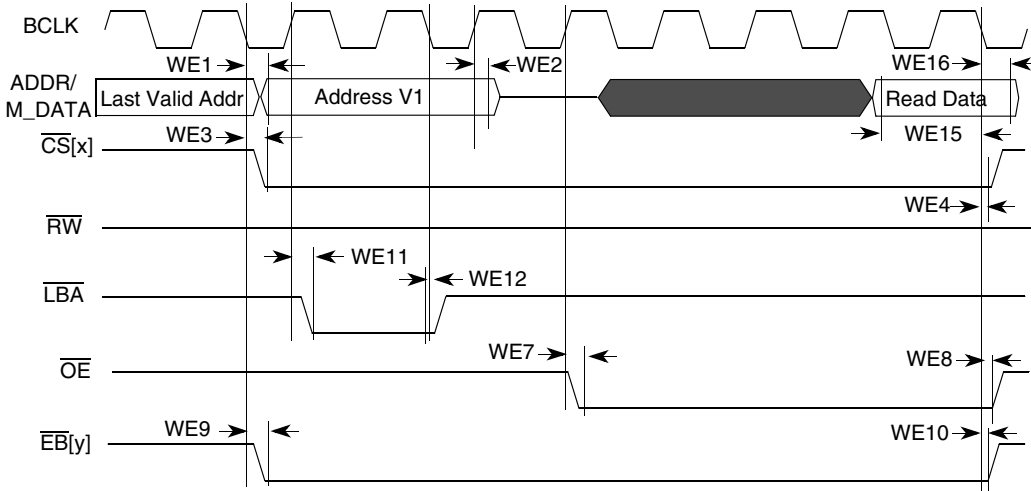 BCLK
WE1
WE2
WE16
ADDR/
M_DATA
Last Valid Addr
Address V1
Read Data
WE3
WE15
CS[x]
WE4
RW
WE11
WE12
LBA
WE7
WE8
OE
WE9
WE10
EB[y]